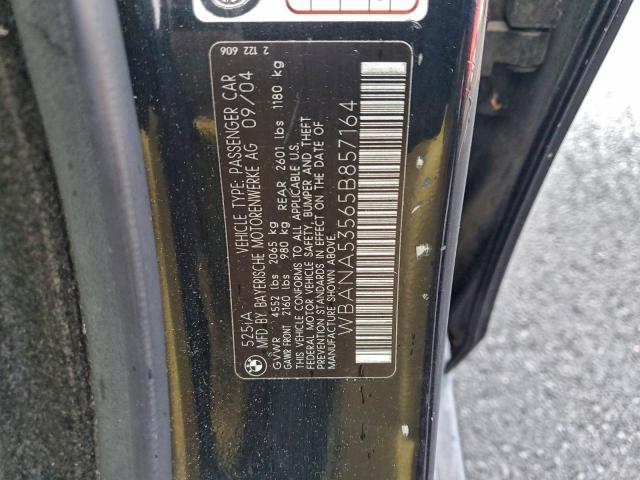 525iA VEHICLE TYPE: PASSENGER CAR
MFD BY BAYERISCHE MOTORENWERKE AG 09/04
GVWR 4552 lbs 2065 kg
GAWR FRONT 2160 lbs 980 kg REAR 2601 lbs 1180 kg
THIS VEHICLE CONFORMS TO ALL APPLICABLE U.S.
FEDERAL MOTOR VEHICLE SAFETY, BUMPER AND THEFT
PREVENTION STANDARDS IN EFFECT ON THE DATE OF
MANUFACTURE SHOWN ABOVE.
WBANA53565B857164
2 122 606